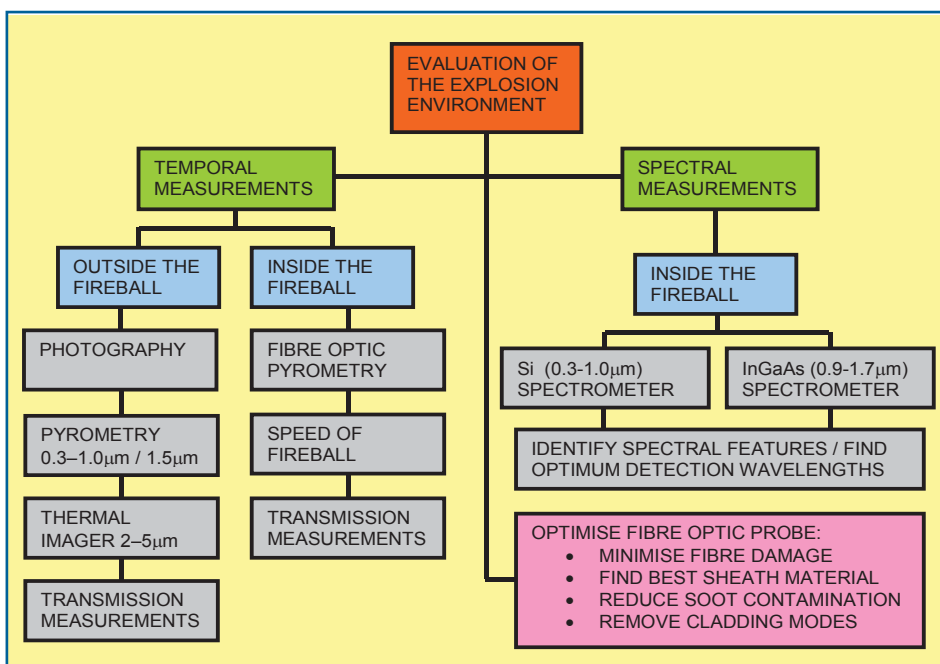 EVALUATION OF
THE EXPLOSION
ENVIRONMENT
TEMPORAL
MEASUREMENTS
SPECTRAL
MEASUREMENTS
OUTSIDE THE
FIREBALL
INSIDE THE
FIREBALL
INSIDE THE
FIREBALL
PHOTOGRAPHY
PYROMETRY
0.3–1.0μm / 1.5μm
THERMAL
IMAGER 2–5μm
TRANSMISSION
MEASUREMENTS
FIBRE OPTIC
PYROMETRY
SPEED OF
FIREBALL
TRANSMISSION
MEASUREMENTS
Si (0.3-1.0μm)
SPECTROMETER
InGaAs (0.9-1.7μm)
SPECTROMETER
IDENTIFY SPECTRAL FEATURES / FIND
OPTIMUM DETECTION WAVELENGTHS
OPTIMISE FIBRE OPTIC PROBE:
• MINIMISE FIBRE DAMAGE
• FIND BEST SHEATH MATERIAL
• REDUCE SOOT CONTAMINATION
• REMOVE CLADDING MODES